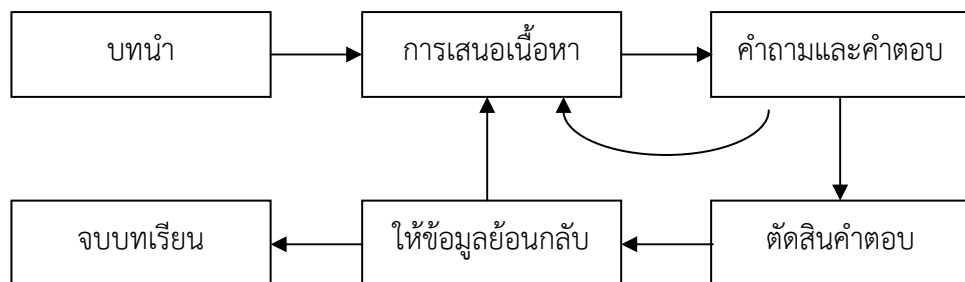 บทนำ
การเสนอเนื้อหา
คำถามและคำตอบ
จบบทเรียน
ให้ข้อมูลย้อนกลับ
ตัดสินคำตอบ